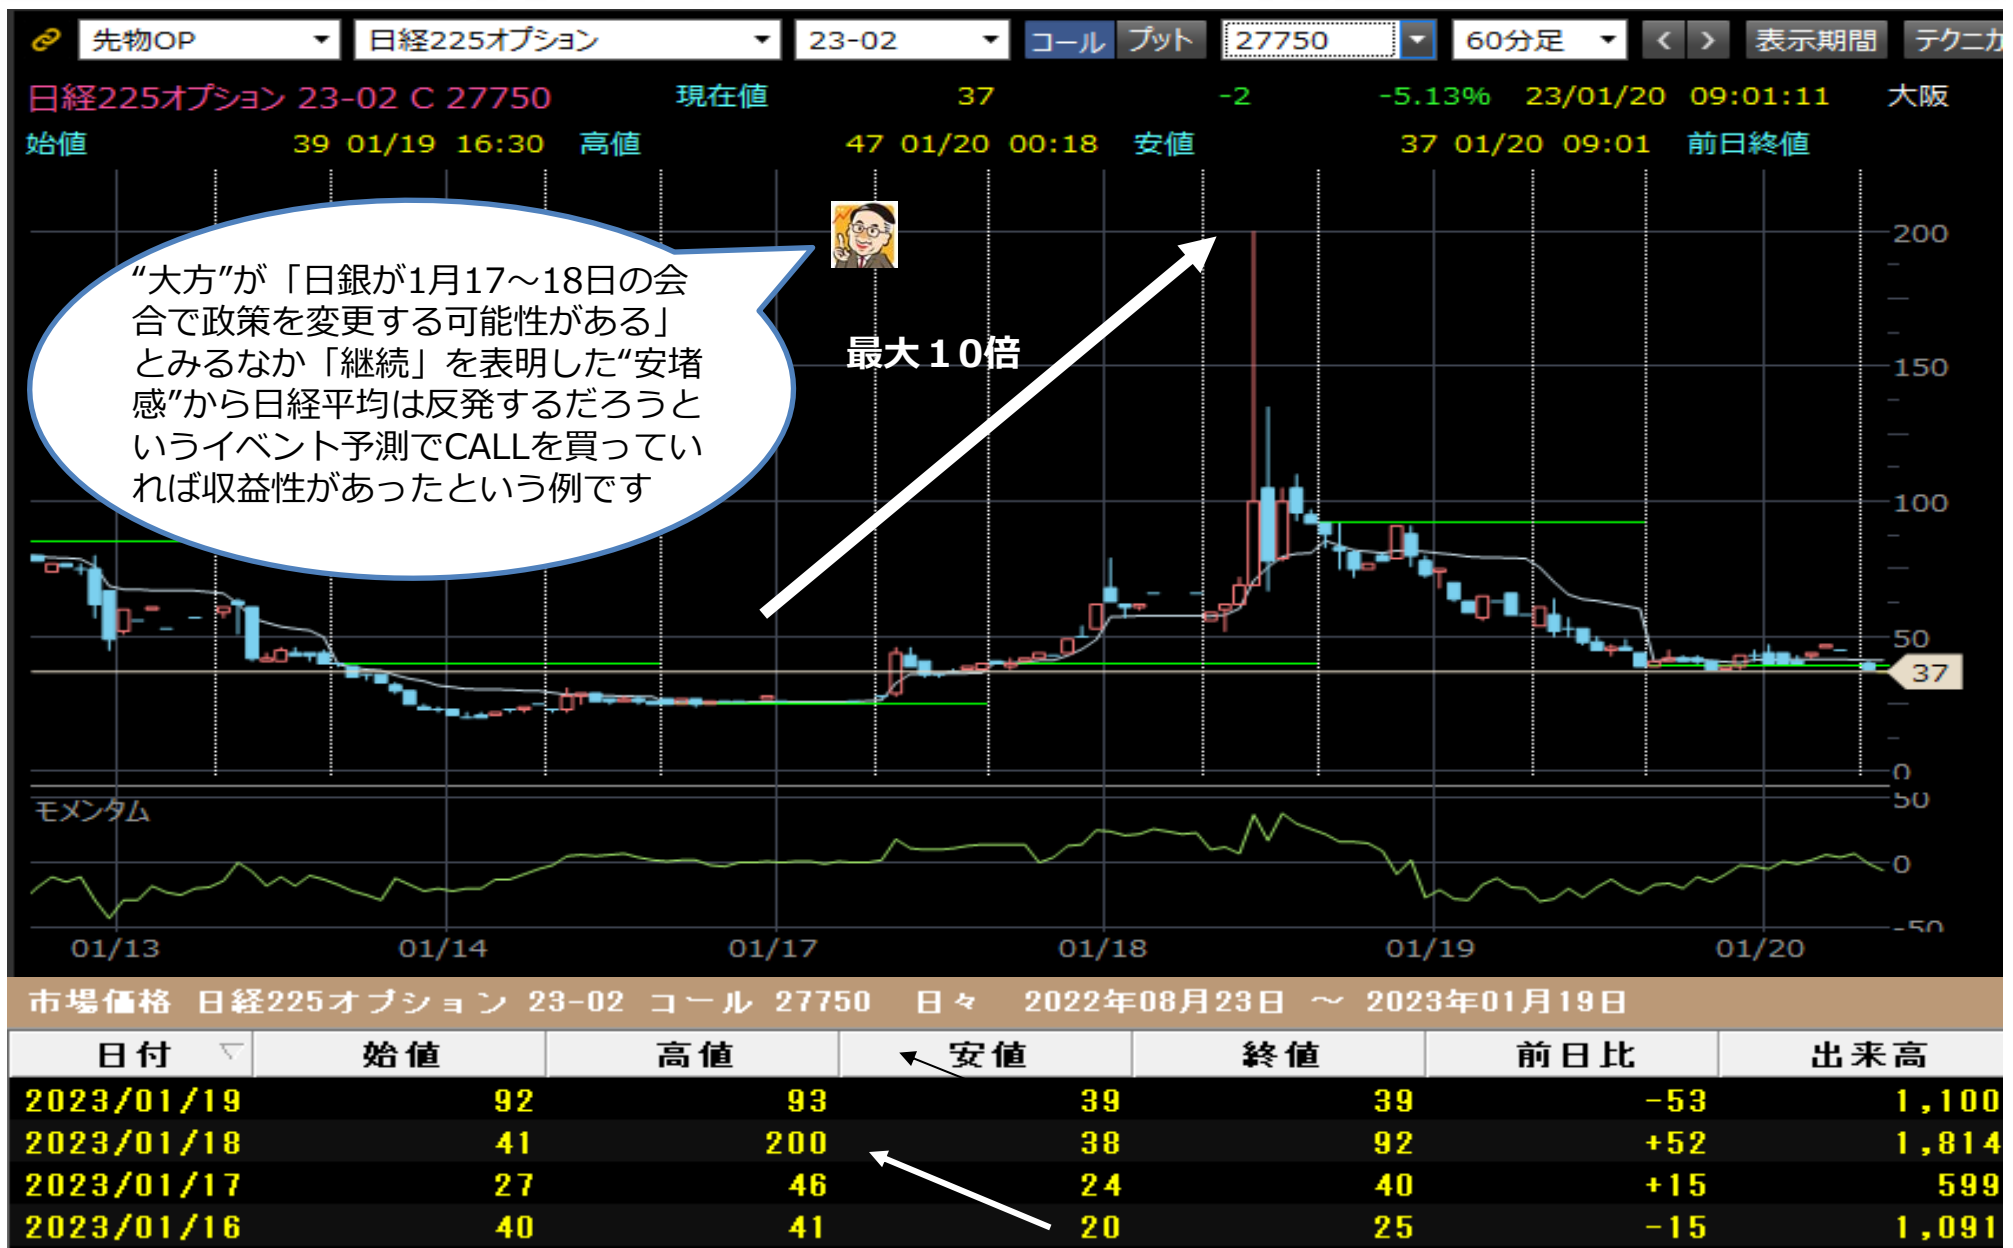 先物OP 日経225オプション 23-02 コール プット 27750 60分足 < > 表示期間 テクニカ
日経225オプション 23-02 C 27750 現在値 37 -2 -5.13% 23/01/20 09:01:11 大阪
始値 39 01/19 16:30 高値 47 01/20 00:18 安値 37 01/20 09:01 前日終値
“大方”が「日銀が1月17～18日の会
合で政策を変更する可能性がある」
とみるなか「継続」を表明した“安堵
感”から日経平均は反発するだろうと
いうイベント予測でCALLを買ってい
れば収益性があったという例です
最大10倍
200
150
100
50
37
0
モメンタム
50
0
-50
01/13 01/14 01/17 01/18 01/19 01/20
市場価格 日経225オプション 23-02 コール 27750 日々 2022年08月23日 ～ 2023年01月19日
日付 始値 高値 安値 終値 前日比 出来高
2023/01/19 92 93 39 39 -53 1,100
2023/01/18 41 200 38 92 +52 1,814
2023/01/17 27 46 24 40 +15 599
2023/01/16 40 41 20 25 -15 1,091